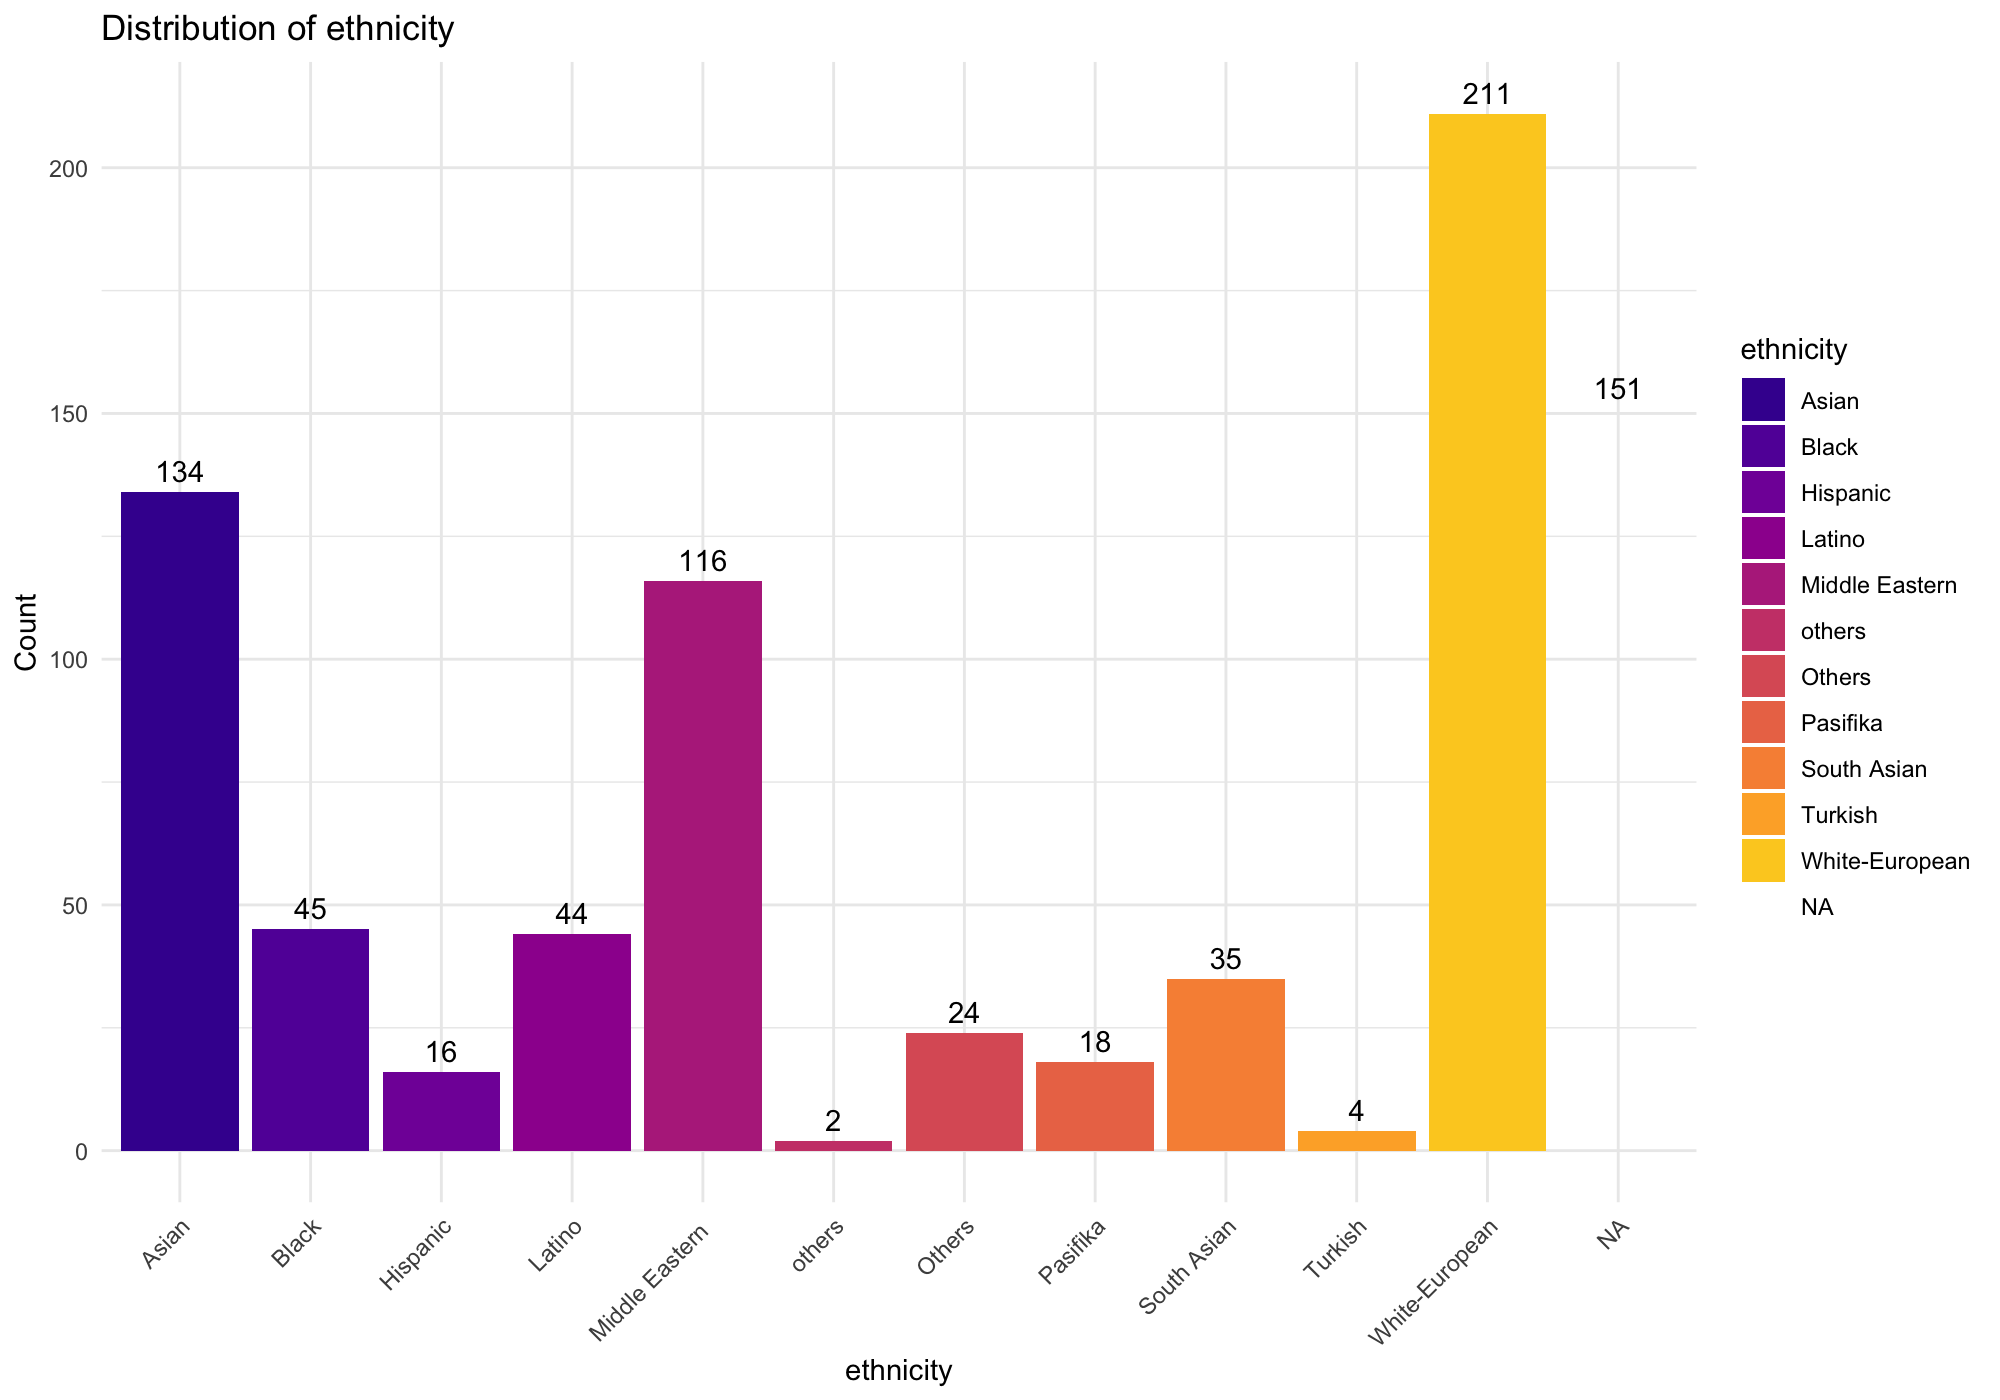 Distribution of ethnicity
Count
200
150
100
50
0
134
45
16
44
116
2
24
18
35
4
211
151
Asian
Black
Hispanic
Latino
Middle Eastern
others
Others
Pasifika
South Asian
Turkish
White-European
NA
ethnicity
ethnicity
Asian
Black
Hispanic
Latino
Middle Eastern
others
Others
Pasifika
South Asian
Turkish
White-European
NA